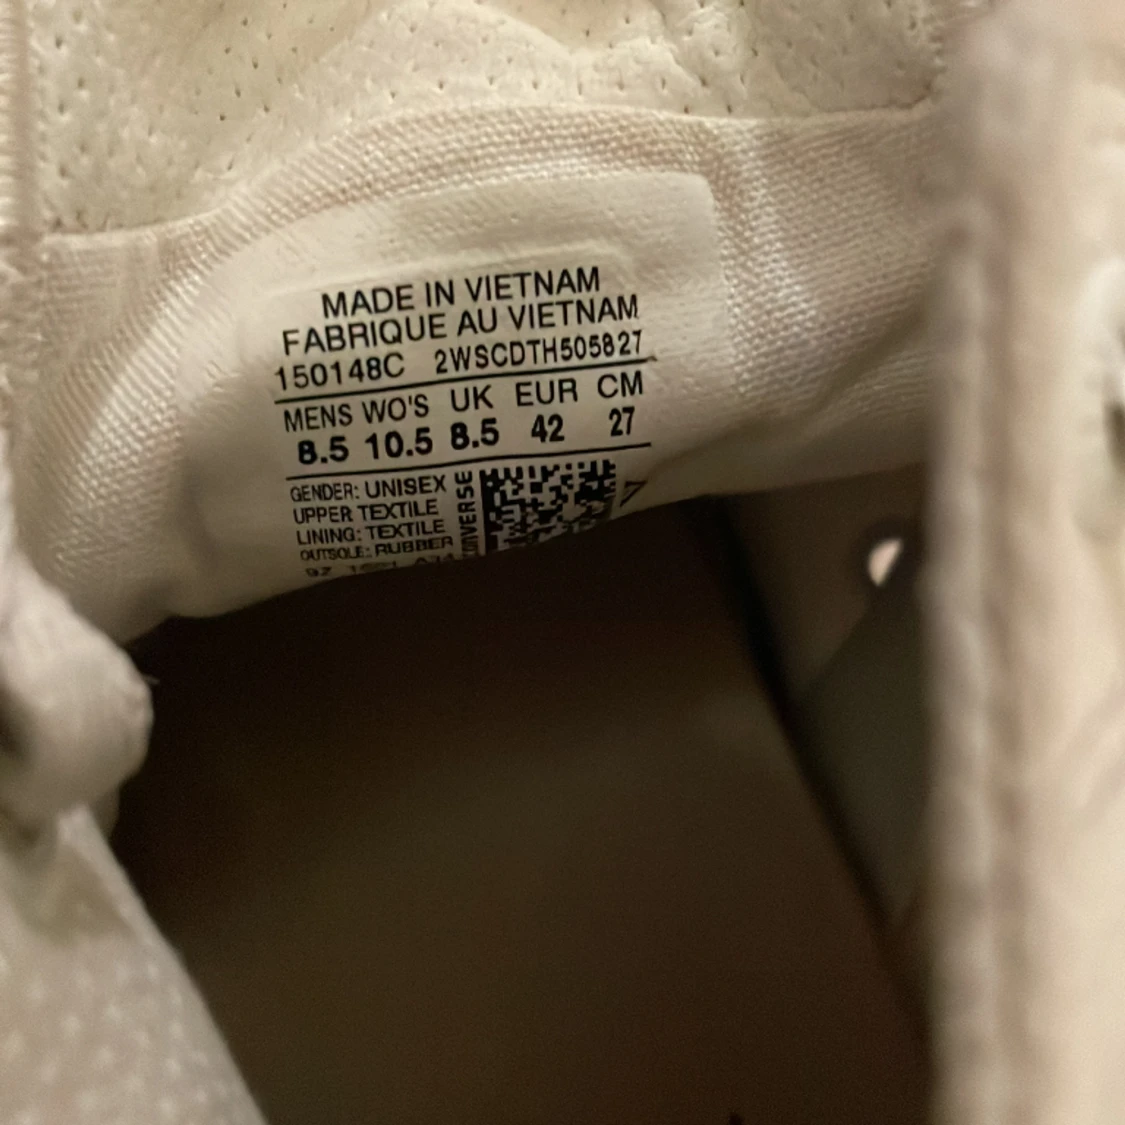 MADE IN VIETNAM
FABRIQUE AU VIETNAM
150148C 2WSCDTH505827
MENS WO'S UK EUR CM
8.5 10.5 8.5 42 27
GENDER: UNISEX
UPPER TEXTILE
LINING: TEXTILE
OUTSOLE: RUBBER
9Z
CONVERSE